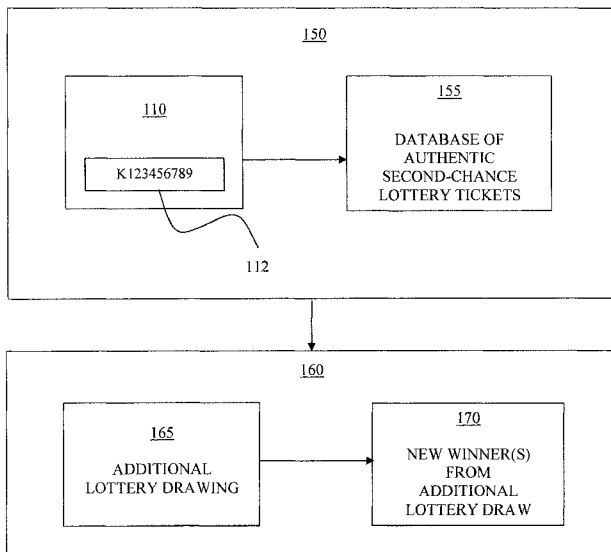 150
110
K123456789
112
155
DATABASE OF
AUTHENTIC
SECOND-CHANCE
LOTTERY TICKETS
160
165
ADDITIONAL
LOTTERY DRAWING
170
NEW WINNER(S)
FROM
ADDITIONAL
LOTTERY DRAW